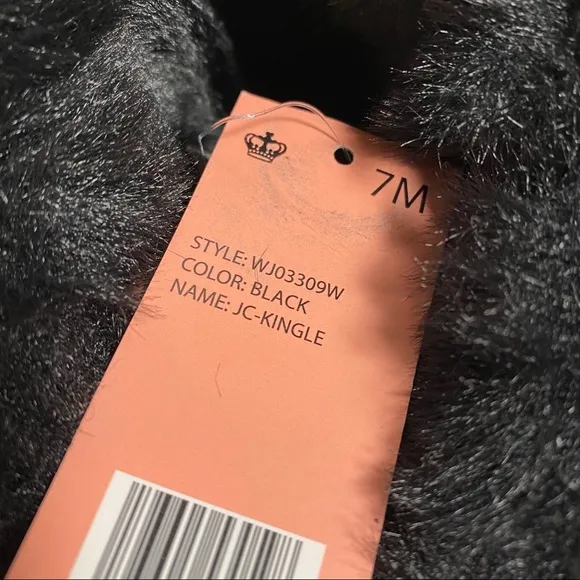 7M
STYLE: WJ03309W
COLOR: BLACK
NAME: JC-KINGLE